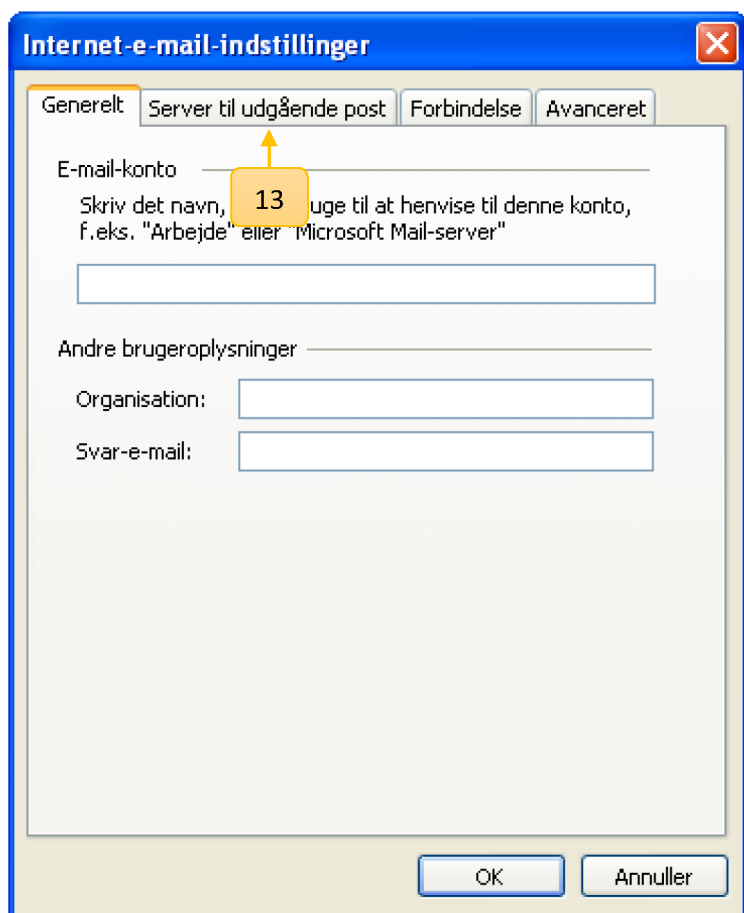 Internet-e-mail-indstillinger
Generelt Server til udgående post Forbindelse Avanceret
E-mail-konto
13
Skriv det navn, uge til at henvise til denne konto,
f.eks. "Arbejde" eller "Microsoft Mail-server"
Andre brugeroplysninger
Organisation:
Svar-e-mail:
OK Annuller